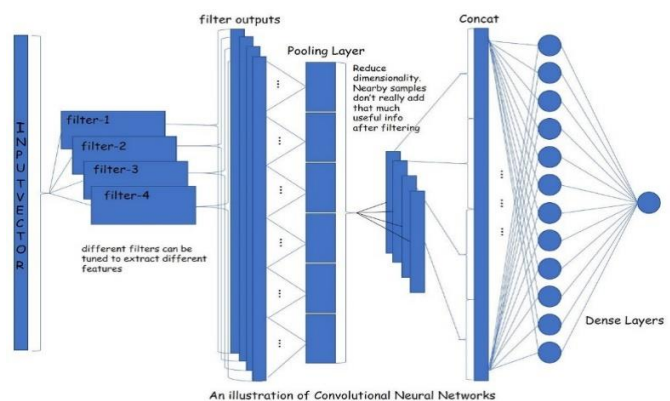 filter outputs
Concat
Pooling Layer
Reduce
dimensionality.
Nearby samples
don't really add
that much
useful info
after filtering
INPUTVECTOR
filter-1
filter-2
filter-3
filter-4
different filters can be
tuned to extract different
features
...
...
...
...
...
...
...
...
Dense Layers
An illustration of Convolutional Neural Networks